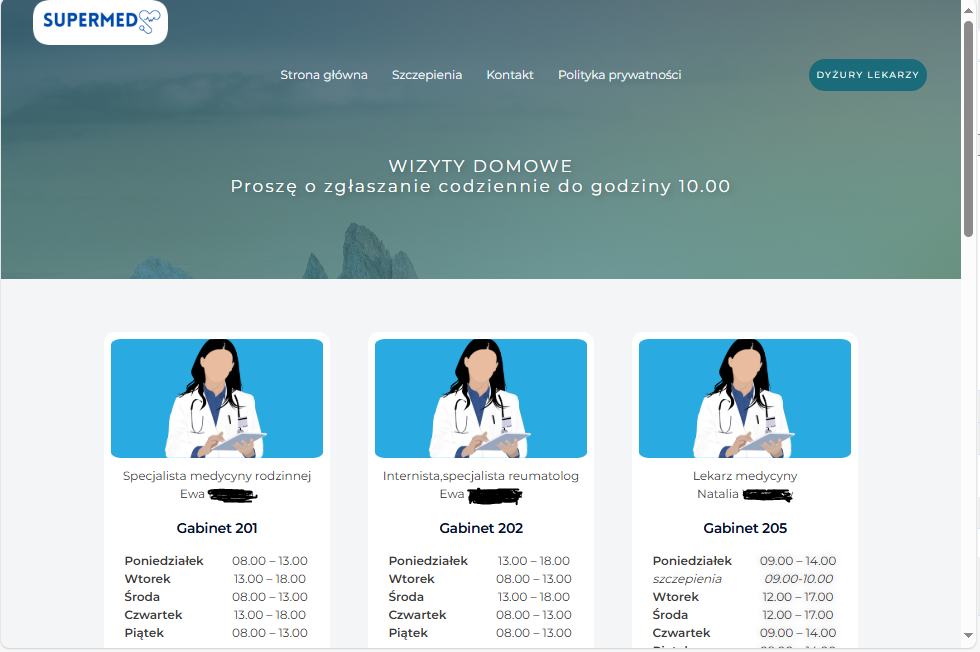 SUPERMED
Strona główna Szczepienia Kontakt Polityka prywatności DYŻURY LEKARZY
WIZYTY DOMOWE
Proszę o zgłaszanie codziennie do godziny 10.00
Specjalista medycyny rodzinnej
Ewa
Gabinet 201
Poniedziałek 08.00 – 13.00
Wtorek 13.00 – 18.00
Środa 08.00 – 13.00
Czwartek 13.00 – 18.00
Piątek 08.00 – 13.00
Internista,specjalista reumatolog
Ewa
Gabinet 202
Poniedziałek 13.00 – 18.00
Wtorek 08.00 – 13.00
Środa 13.00 – 18.00
Czwartek 08.00 – 13.00
Piątek 08.00 – 13.00
Lekarz medycyny
Natalia
Gabinet 205
Poniedziałek 09.00 – 14.00
szczepienia 09.00-10.00
Wtorek 12.00 – 17.00
Środa 12.00 – 17.00
Czwartek 09.00 – 14.00